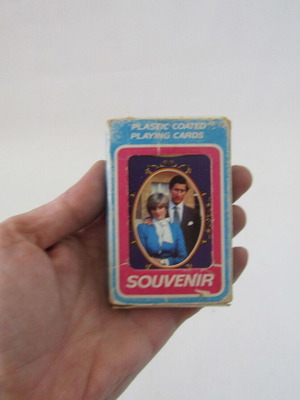 PLASTIC COATED
PLAYING CARDS
SOUVENIR